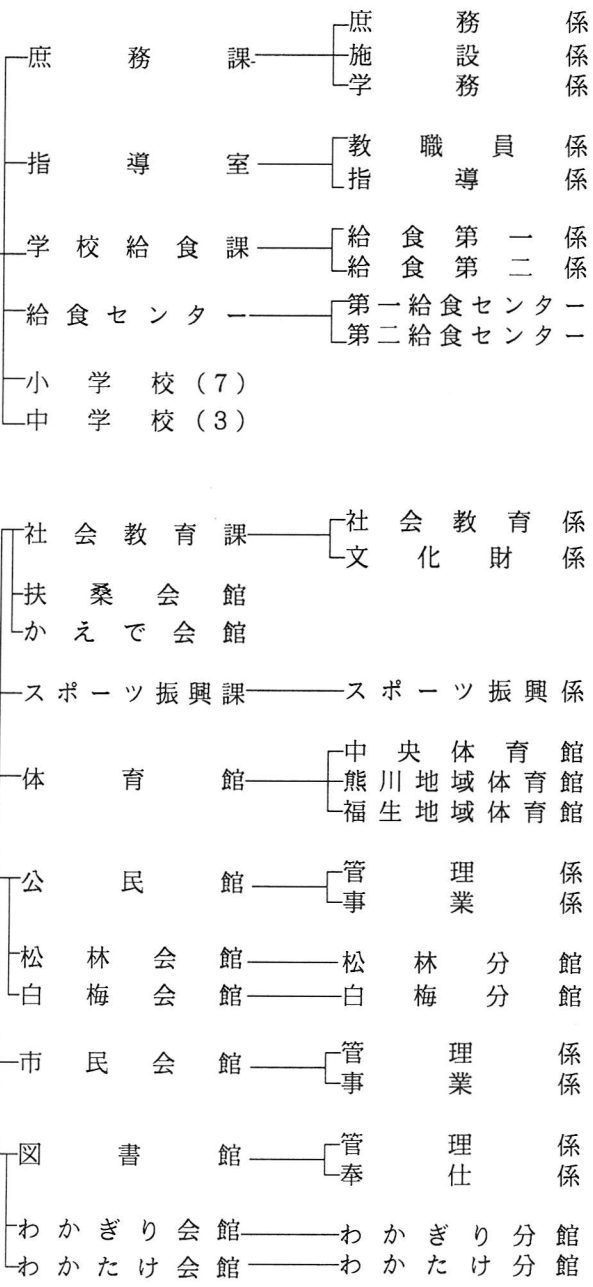 庶務係
庶務課 施設係
学務係
教職員係
指導室
指導係
学校給食課 給食第一係
給食第二係
給食センター 第一給食センター
第二給食センター
小学校(7)
中学校(3)
社会教育課 社会教育係
文化財係
扶桑会館
かえで会館
スポーツ振興課 スポーツ振興係
中央体育館
体育館 熊川地域体育館
福生地域体育館
公民館 管理係
事業係
松林会館 松林分館
白梅会館 白梅分館
市民会館 管理係
事業係
図書館 管理係
奉仕係
わかぎり会館 わかぎり分館
わかたけ会館 わかたけ分館